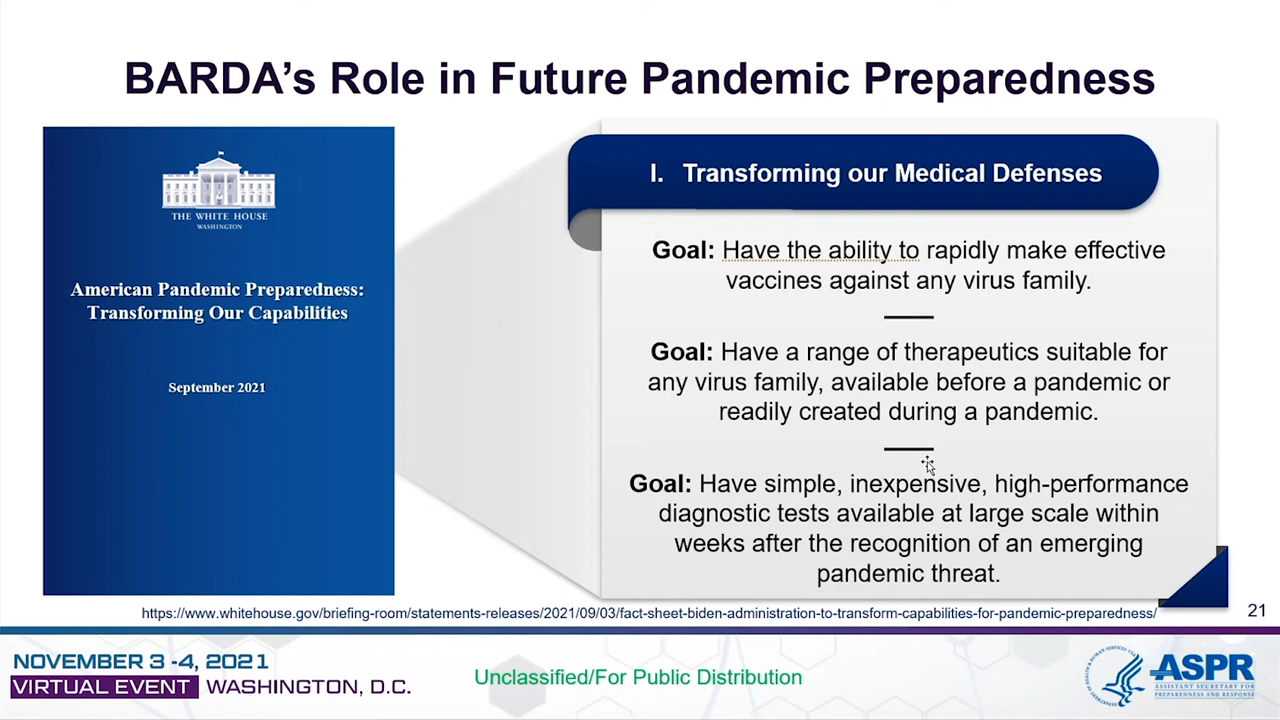 BARDA's Role in Future Pandemic Preparedness
THE WHITE HOUSE
WASHINGTON
American Pandemic Preparedness:
Transforming Our Capabilities
September 2021
I. Transforming our Medical Defenses
Goal: Have the ability to rapidly make effective
vaccines against any virus family.
Goal: Have a range of therapeutics suitable for
any virus family, available before a pandemic or
readily created during a pandemic.
Goal: Have simple, inexpensive, high-performance
diagnostic tests available at large scale within
weeks after the recognition of an emerging
pandemic threat.
https://www.whitehouse.gov/briefing-room/statements-releases/2021/09/03/fact-sheet-biden-administration-to-transform-capabilities-for-pandemic-preparedness/
21
NOVEMBER 3 -4, 2021
VIRTUAL EVENT WASHINGTON, D.C.
Unclassified/For Public Distribution
ASPR
ASSISTANT SECRETARY FOR
PREPAREDNESS AND RESPONSE